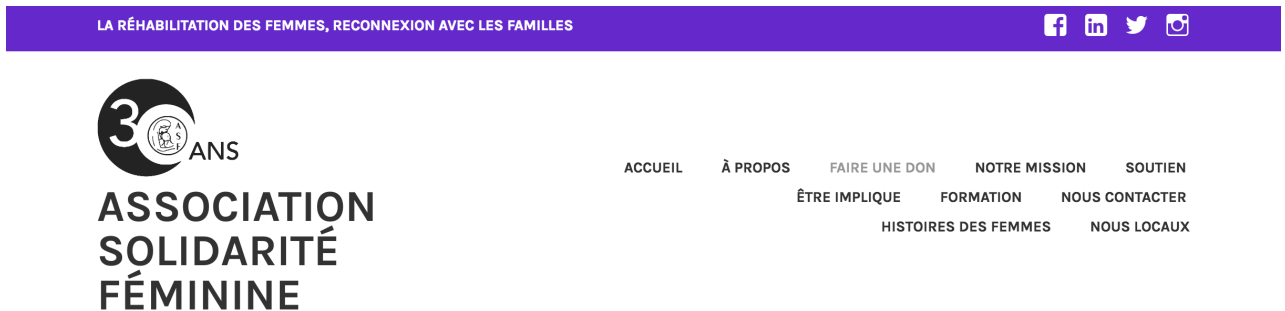 LA RÉHABILITATION DES FEMMES, RECONNEXION AVEC LES FAMILLES
30 ANS
ASF
ASSOCIATION
SOLIDARITÉ
FÉMININE
ACCUEIL À PROPOS FAIRE UNE DON NOTRE MISSION SOUTIEN
ÊTRE IMPLIQUE FORMATION NOUS CONTACTER
HISTOIRES DES FEMMES NOUS LOCAUX